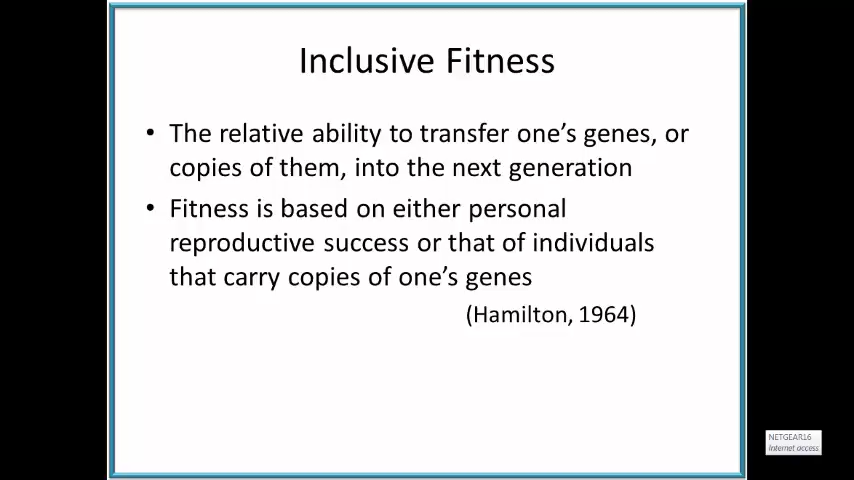 Inclusive Fitness
• The relative ability to transfer one’s genes, or
copies of them, into the next generation
• Fitness is based on either personal
reproductive success or that of individuals
that carry copies of one’s genes
(Hamilton, 1964)
NETGEAR16
Internet access